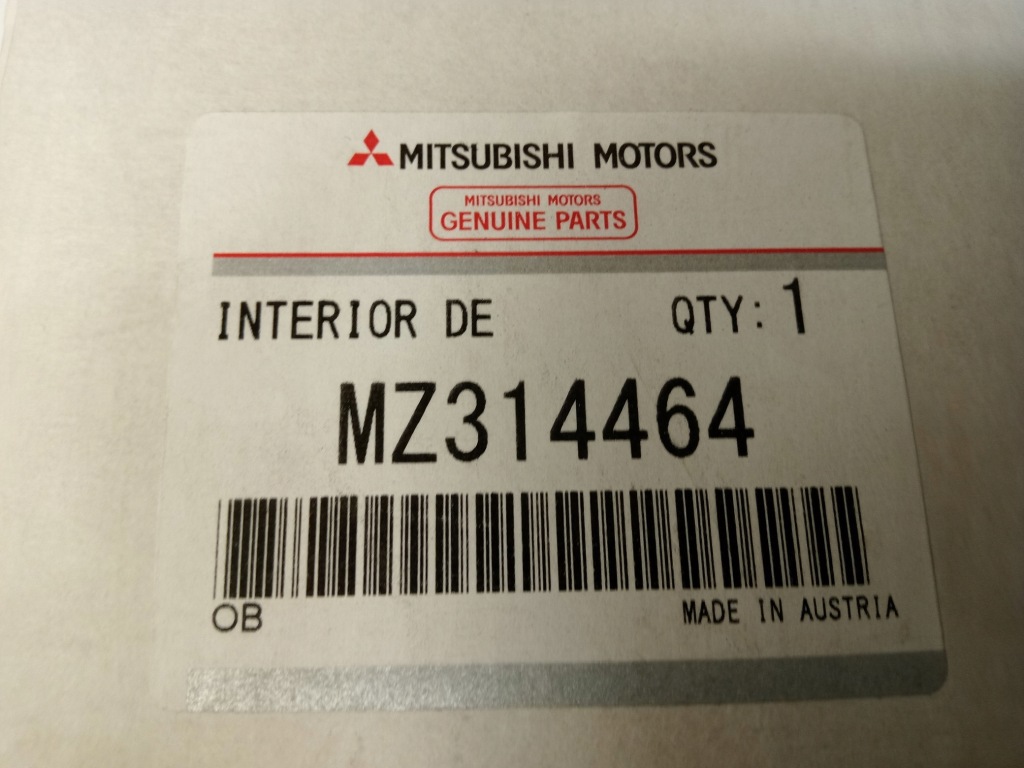 MITSUBISHI MOTORS
MITSUBISHI MOTORS
GENUINE PARTS
INTERIOR DE QTY: 1
MZ314464
OB MADE IN AUSTRIA